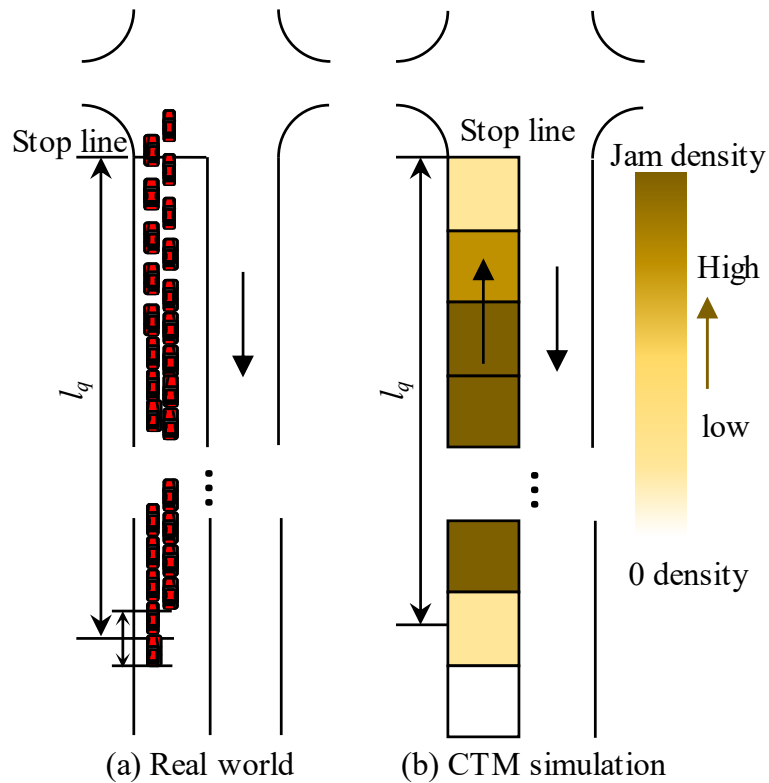 Stop line
Stop line
Jam density
High
l_q
l_q
low
0 density
(a) Real world
(b) CTM simulation